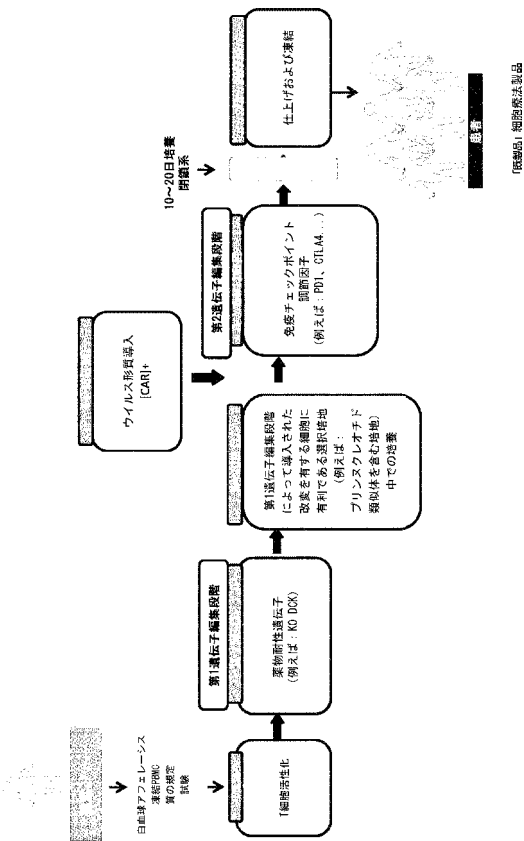 白血球アフェレーシス
凍結PBMC
質の規定
試験
T細胞活性化
第1遺伝子編集段階
薬物耐性遺伝子
(例えば：KO DCK)
第1遺伝子編集段階
によって導入された
改変を有する細胞に
有利である選択培地
(例えば：
プリンヌクレオチド
類似体を含む培地)
中での培養
ウイルス形質導入
[CAR]+
第2遺伝子編集段階
免疫チェックポイント
調節因子
(例えば：PD1、CTLA4...)
10～20日培養
閉鎖系
仕上げおよび凍結
患者
「既製品」細胞療法製品